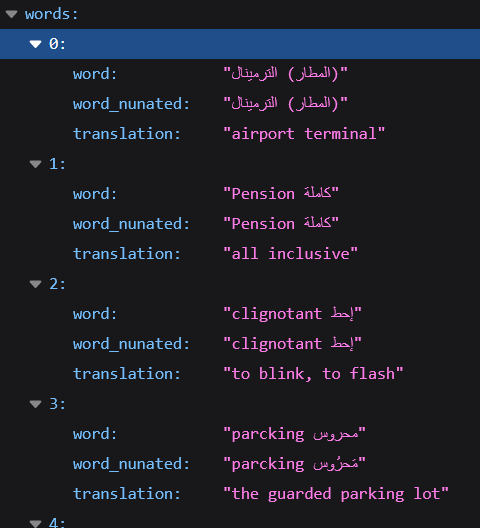 words:
0:
word: "(المطار) الترمينال"
word_nunated: "(المطار) الترمينال"
translation: "airport terminal"
1:
word: "Pension كاملة"
word_nunated: "Pension كاملة"
translation: "all inclusive"
2:
word: "clignotant إحط"
word_nunated: "clignotant إحط"
translation: "to blink, to flash"
3:
word: "parcking محروس"
word_nunated: "parcking مَحرُوس"
translation: "the guarded parking lot"
4: